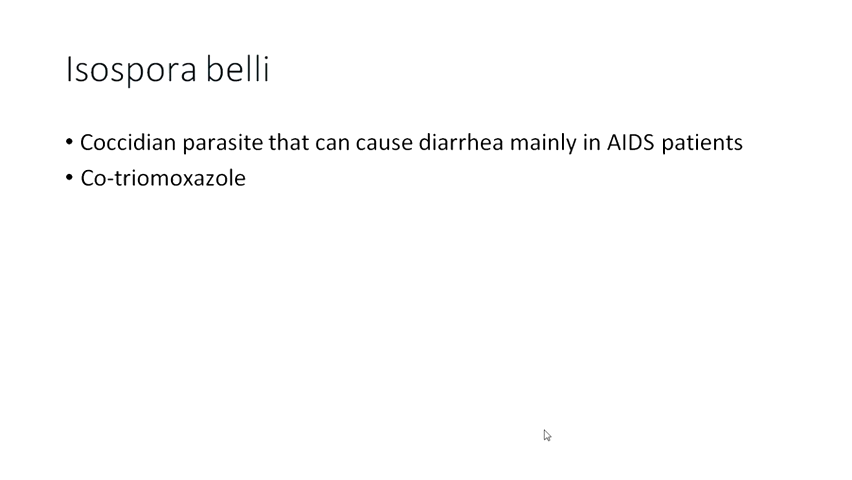 Isospora belli
• Coccidian parasite that can cause diarrhea mainly in AIDS patients
• Co-triomoxazole